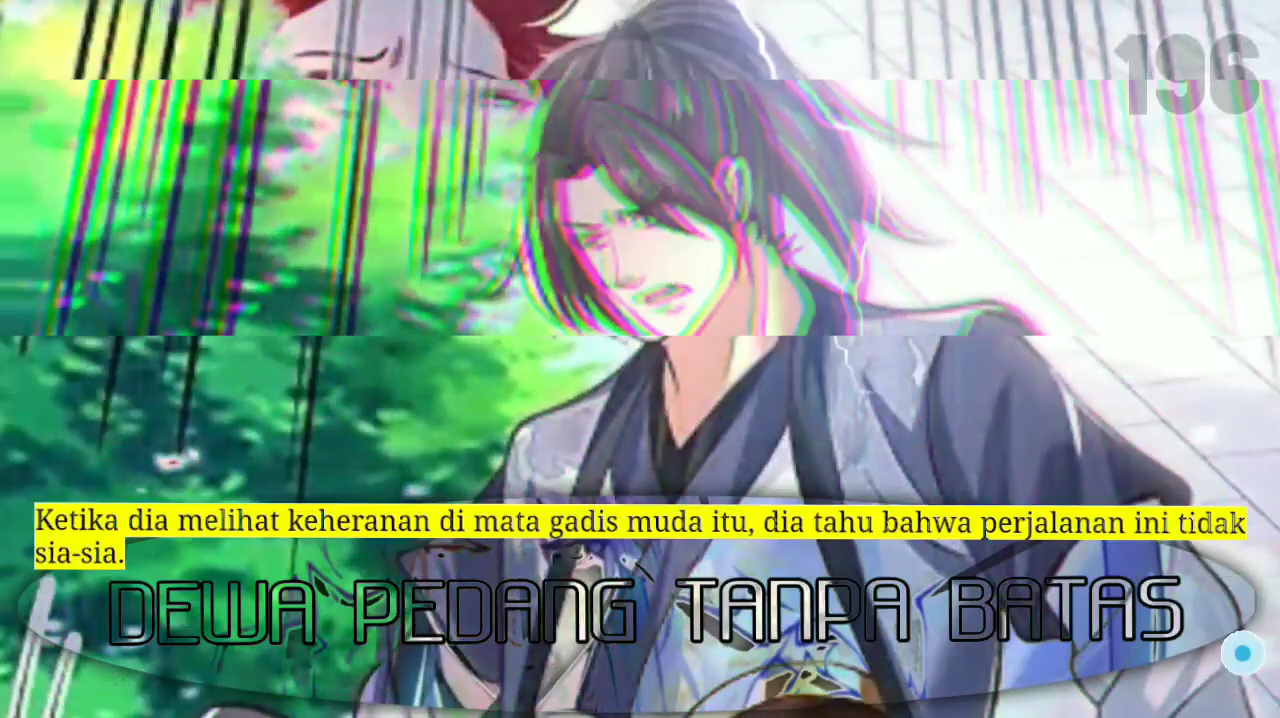 196
Ketika dia melihat keheranan di mata gadis muda itu, dia tahu bahwa perjalanan ini tidak
sia-sia.
DEWA PEDANG TANPA BATAS